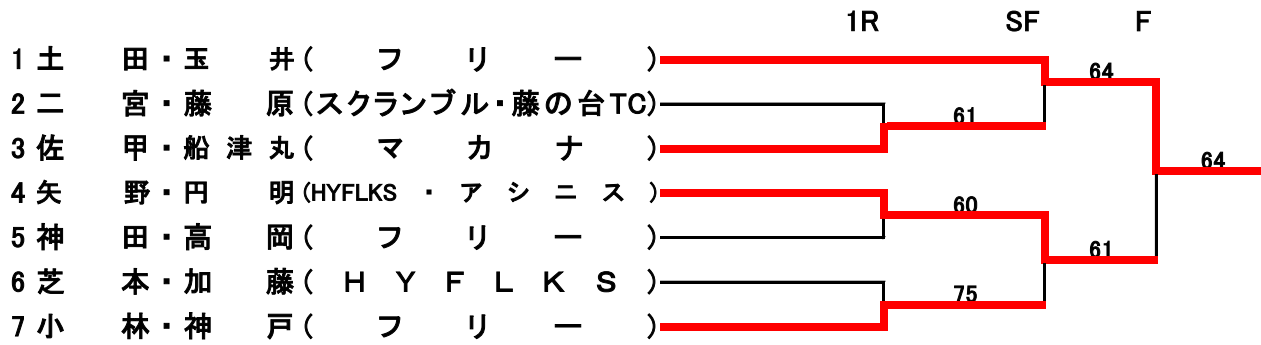 1R SF F
1 土田・玉井(フリー) 64
2 二宮・藤原(スクランブル・藤の台TC) 61
3 佐甲・船津丸(マカナ) 64
4 矢野・円明(HYFLKS・アシニス) 60
5 神田・高岡(フリー) 61
6 芝本・加藤(HYFLKS) 75
7 小林・神戸(フリー)